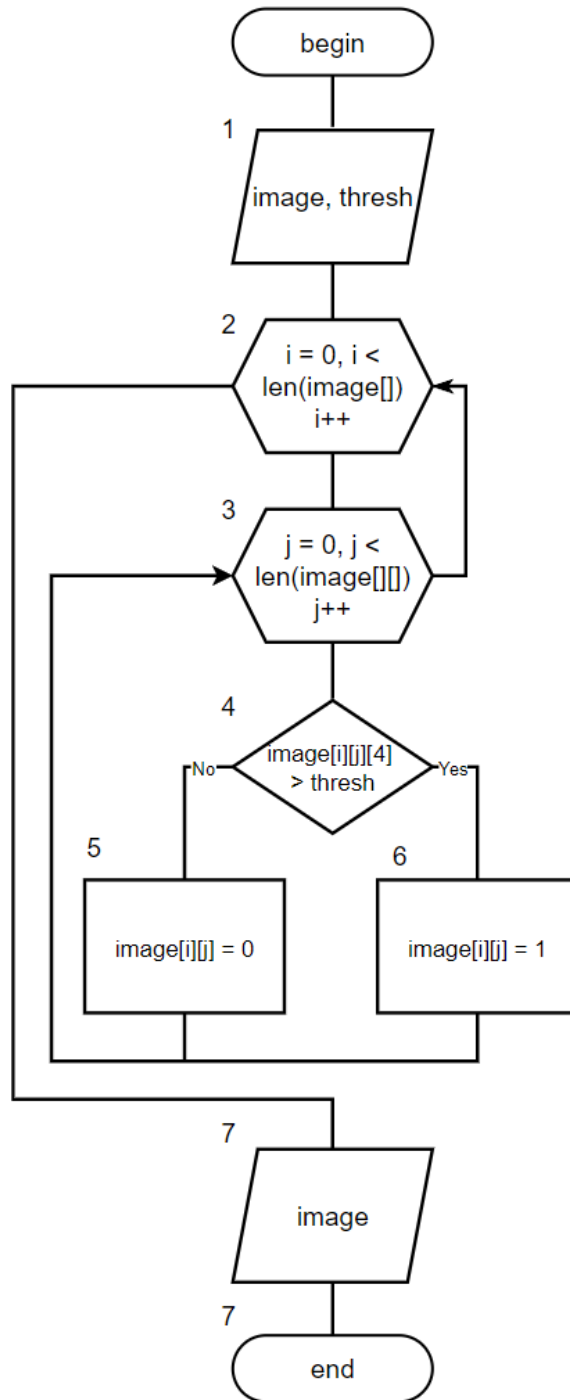 begin
1
image, thresh
2
i = 0, i <
len(image[])
i++
3
j = 0, j <
len(image[][])
j++
4
image[i][j][4]
> thresh
No
Yes
5
6
image[i][j] = 0
image[i][j] = 1
7
image
7
end